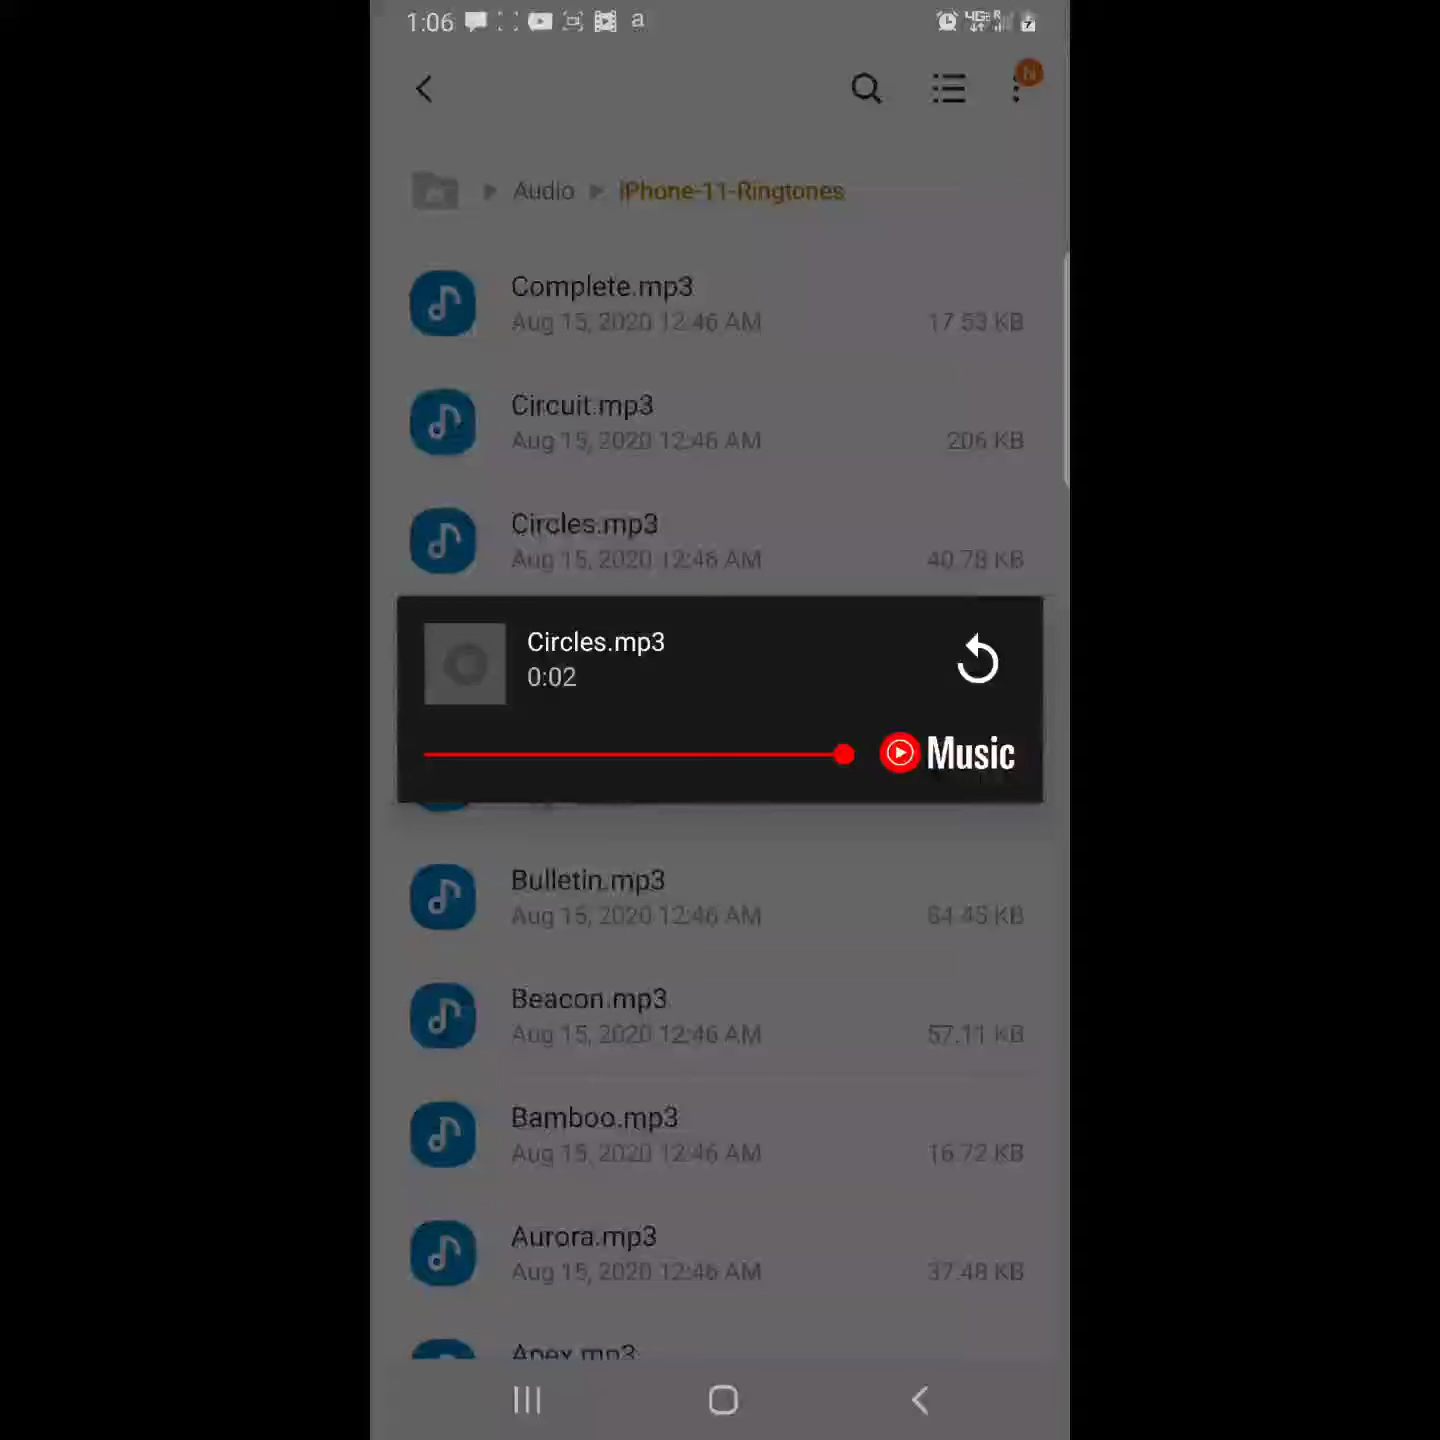 1:06 a 4GE R 7
hi
Audio iPhone-11-Ringtones
Complete.mp3
Aug 15, 2020 12:46 AM 17.53 KB
Circuit.mp3
Aug 15, 2020 12:46 AM 206 KB
Circles.mp3
Aug 15, 2020 12:46 AM 40.78 KB
Circles.mp3
0:02
Music
Bulletin.mp3
Aug 15, 2020 12:46 AM 64.45 KB
Beacon.mp3
Aug 15, 2020 12:46 AM 57.11 KB
Bamboo.mp3
Aug 15, 2020 12:46 AM 16.72 KB
Aurora.mp3
Aug 15, 2020 12:46 AM 37.48 KB
Apex.mp3